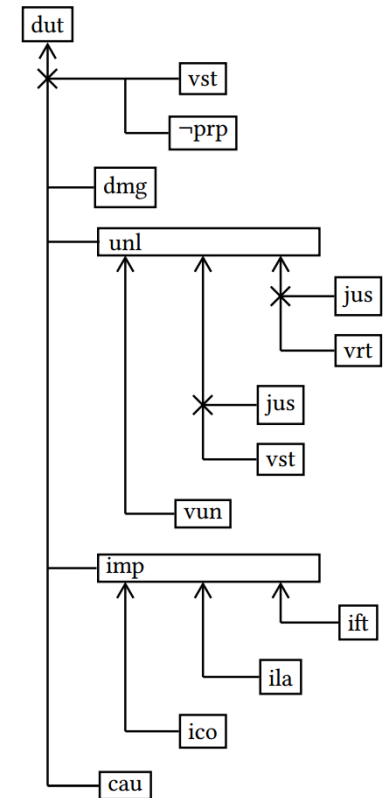 dut
vst
¬prp
dmg
unl
jus
vrt
jus
vst
vun
imp
ift
ila
ico
cau